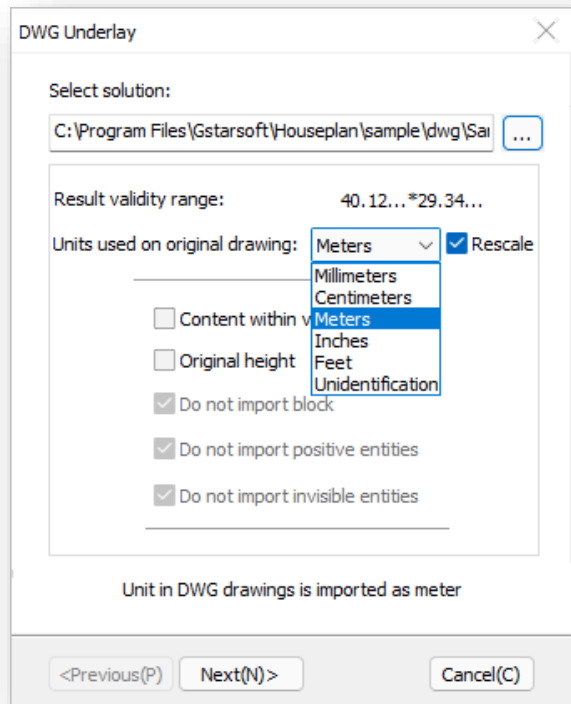 DWG Underlay
Select solution:
C:\Program Files\Gstarsoft\Houseplan\sample\dwg\Sai
...
Result validity range: 40.12...*29.34...
Units used on original drawing: Meters Rescale
Millimeters
Centimeters
Content within v Meters
Inches
Original height Feet
Unidentification
Do not import block
Do not import positive entities
Do not import invisible entities
Unit in DWG drawings is imported as meter
<Previous(P) Next(N)> Cancel(C)